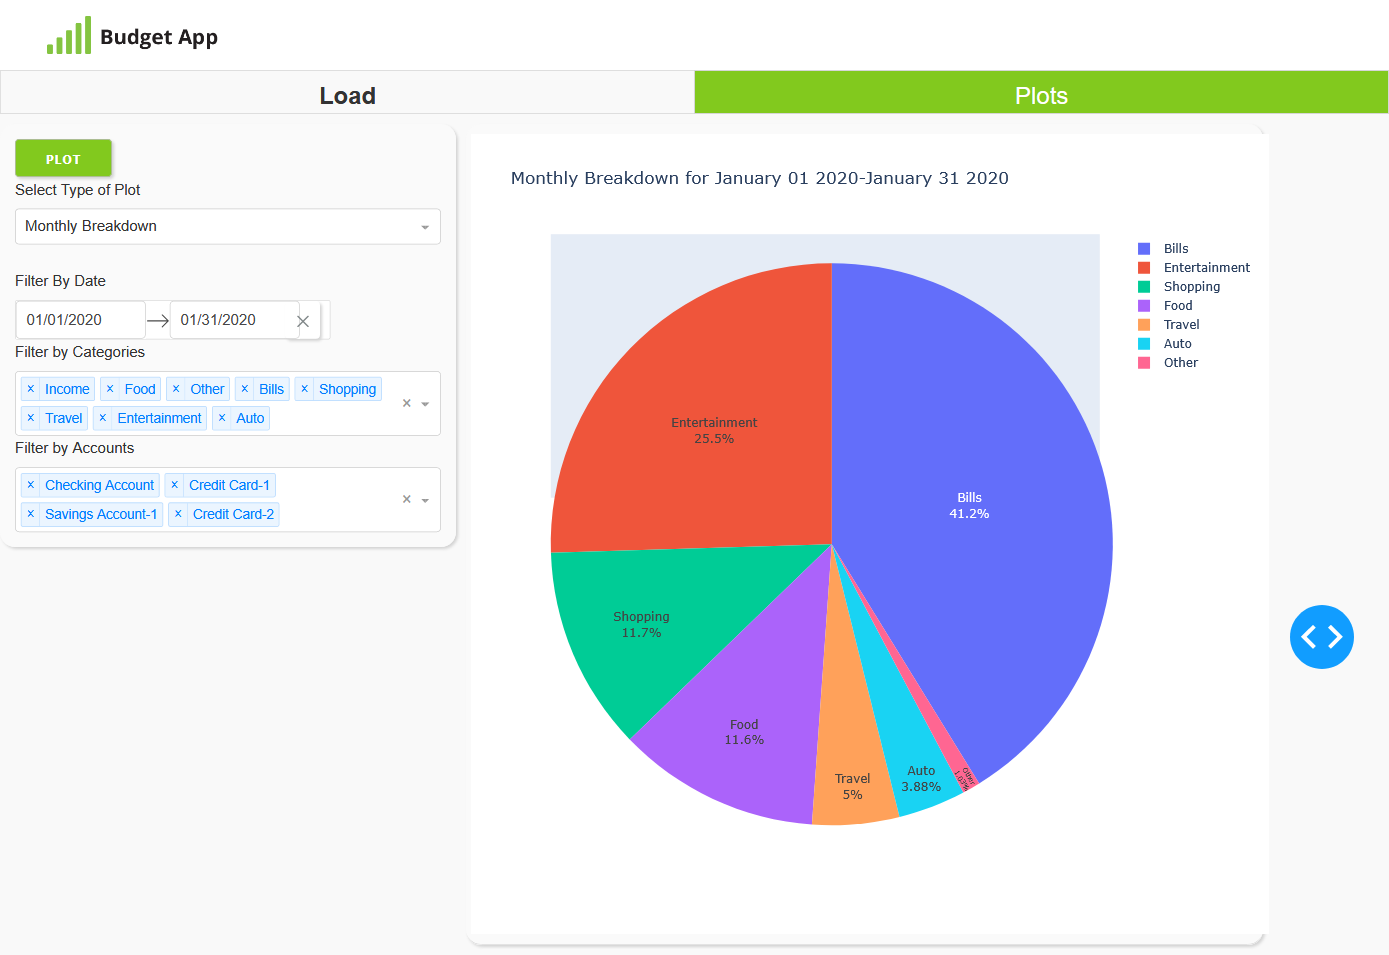 Budget App
Load
Plots
PLOT
Select Type of Plot
Monthly Breakdown
Filter By Date
01/01/2020
01/31/2020
Filter by Categories
× Income × Food × Other × Bills × Shopping
× Travel × Entertainment × Auto
Filter by Accounts
× Checking Account × Credit Card-1
× Savings Account-1 × Credit Card-2
Monthly Breakdown for January 01 2020-January 31 2020
Bills
Entertainment
Shopping
Food
Travel
Auto
Other
Entertainment
25.5%
Bills
41.2%
Shopping
11.7%
Food
11.6%
Travel
5%
Auto
3.88%
Other
1.03%